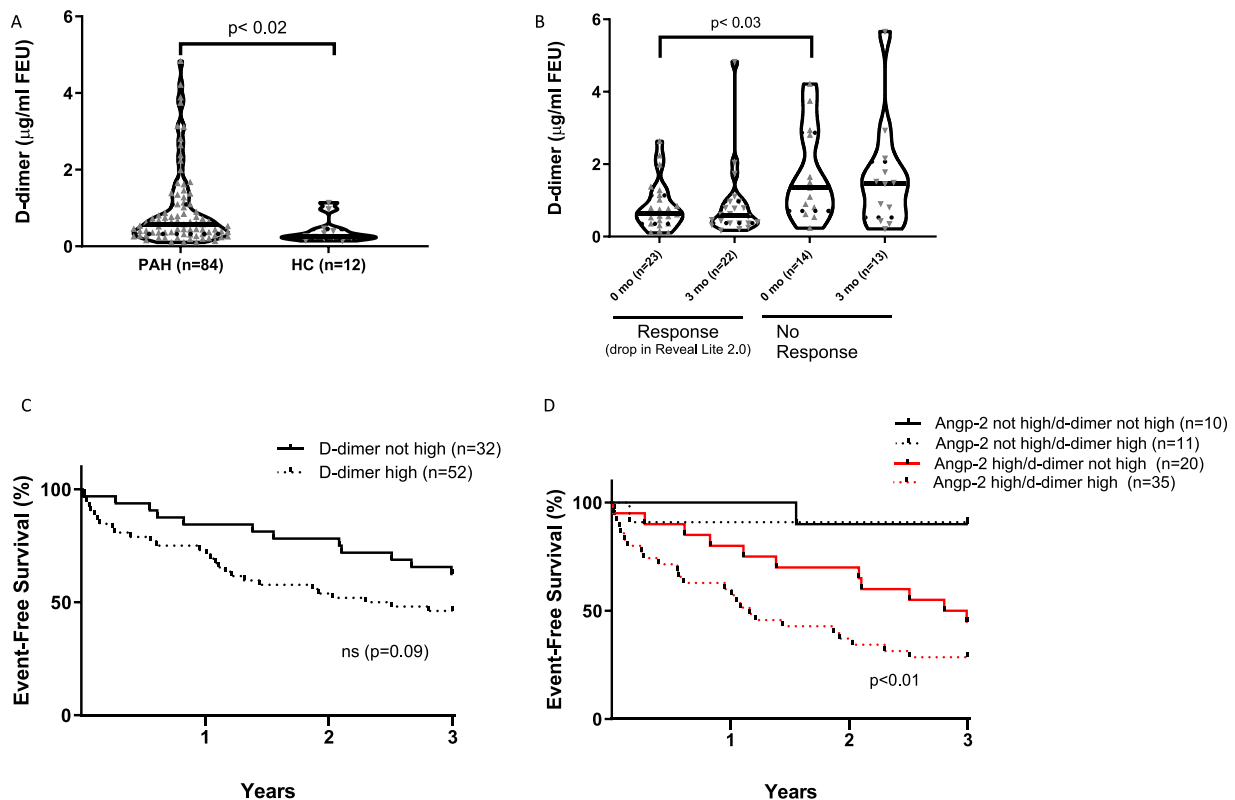 A
p< 0.02
D-dimer (μg/ml FEU)
6
4
2
0
PAH (n=84)
HC (n=12)
B
p< 0.03
D-dimer (μg/ml FEU)
6
4
2
0
0 mo (n=23)
3 mo (n=22)
0 mo (n=14)
3 mo (n=13)
Response
(drop in Reveal Lite 2.0)
No
Response
C
D-dimer not high (n=32)
D-dimer high (n=52)
Event-Free Survival (%)
100
50
0
ns (p=0.09)
1
2
3
Years
D
Angp-2 not high/d-dimer not high (n=10)
Angp-2 not high/d-dimer high (n=11)
Angp-2 high/d-dimer not high (n=20)
Angp-2 high/d-dimer high (n=35)
Event-Free Survival (%)
100
50
0
p<0.01
1
2
3
Years